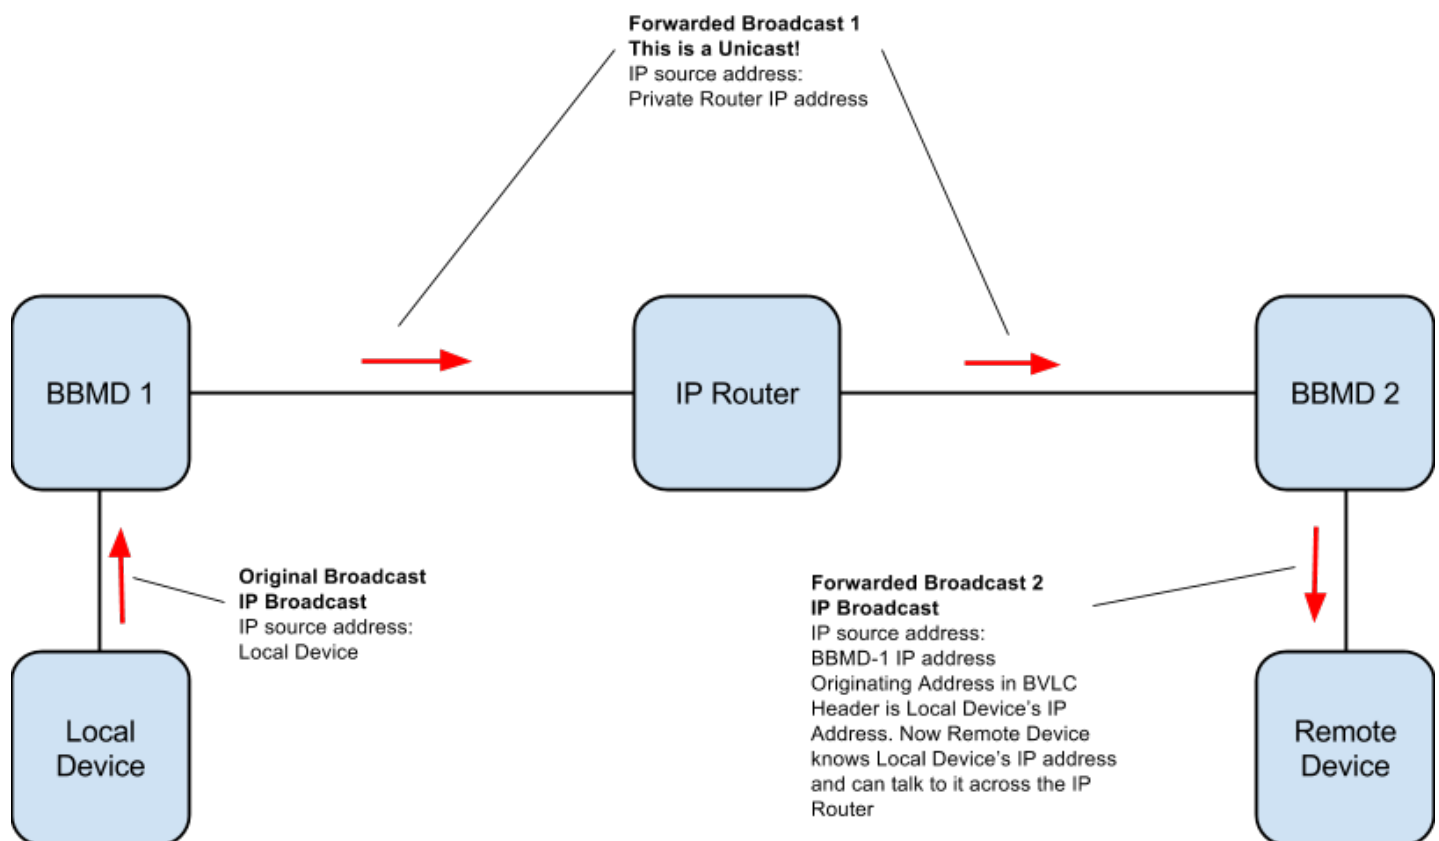 Forwarded Broadcast 1
This is a Unicast!
IP source address:
Private Router IP address
BBMD 1
IP Router
BBMD 2
Original Broadcast
IP Broadcast
IP source address:
Local Device
Forwarded Broadcast 2
IP Broadcast
IP source address:
BBMD-1 IP address
Originating Address in BVLC
Header is Local Device's IP
Address. Now Remote Device
knows Local Device's IP address
and can talk to it across the IP
Router
Local
Device
Remote
Device